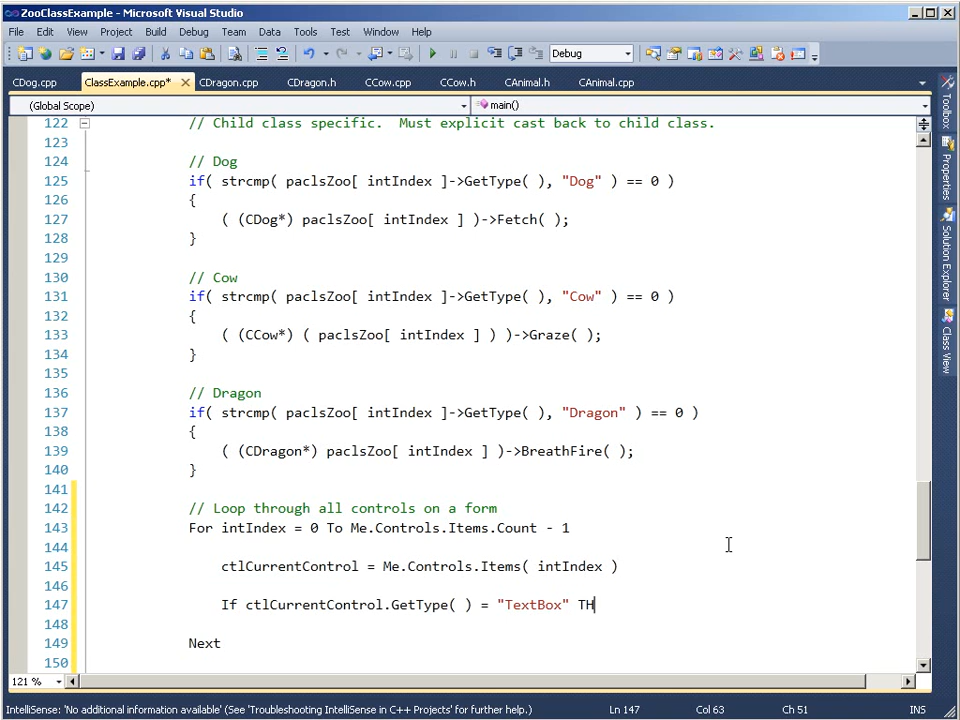 ZooClassExample - Microsoft Visual Studio
File Edit View Project Build Debug Team Data Tools Test Window Help
Debug
CDog.cpp ClassExample.cpp* CDragon.cpp CDragon.h CCow.cpp CCow.h CAnimal.h CAnimal.cpp
(Global Scope) main()
122 // Child class specific.  Must explicit cast back to child class.
123
124 // Dog
125 if( strcmp( paclsZoo[ intIndex ]->GetType( ), "Dog" ) == 0 )
126 {
127 ( (CDog*) paclsZoo[ intIndex ] )->Fetch( );
128 }
129
130 // Cow
131 if( strcmp( paclsZoo[ intIndex ]->GetType( ), "Cow" ) == 0 )
132 {
133 ( (CCow*) ( paclsZoo[ intIndex ] ) )->Graze( );
134 }
135
136 // Dragon
137 if( strcmp( paclsZoo[ intIndex ]->GetType( ), "Dragon" ) == 0 )
138 {
139 ( (CDragon*) paclsZoo[ intIndex ] )->BreathFire( );
140 }
141
142 // Loop through all controls on a form
143 For intIndex = 0 To Me.Controls.Items.Count - 1
144
145 ctlCurrentControl = Me.Controls.Items( intIndex )
146
147 If ctlCurrentControl.GetType( ) = "TextBox" TH
148
149 Next
150
121 %
IntelliSense: 'No additional information available' (See 'Troubleshooting IntelliSense in C++ Projects' for further help.) Ln 147 Col 63 Ch 51 INS
Toolbox
Properties
Solution Explorer
Class View